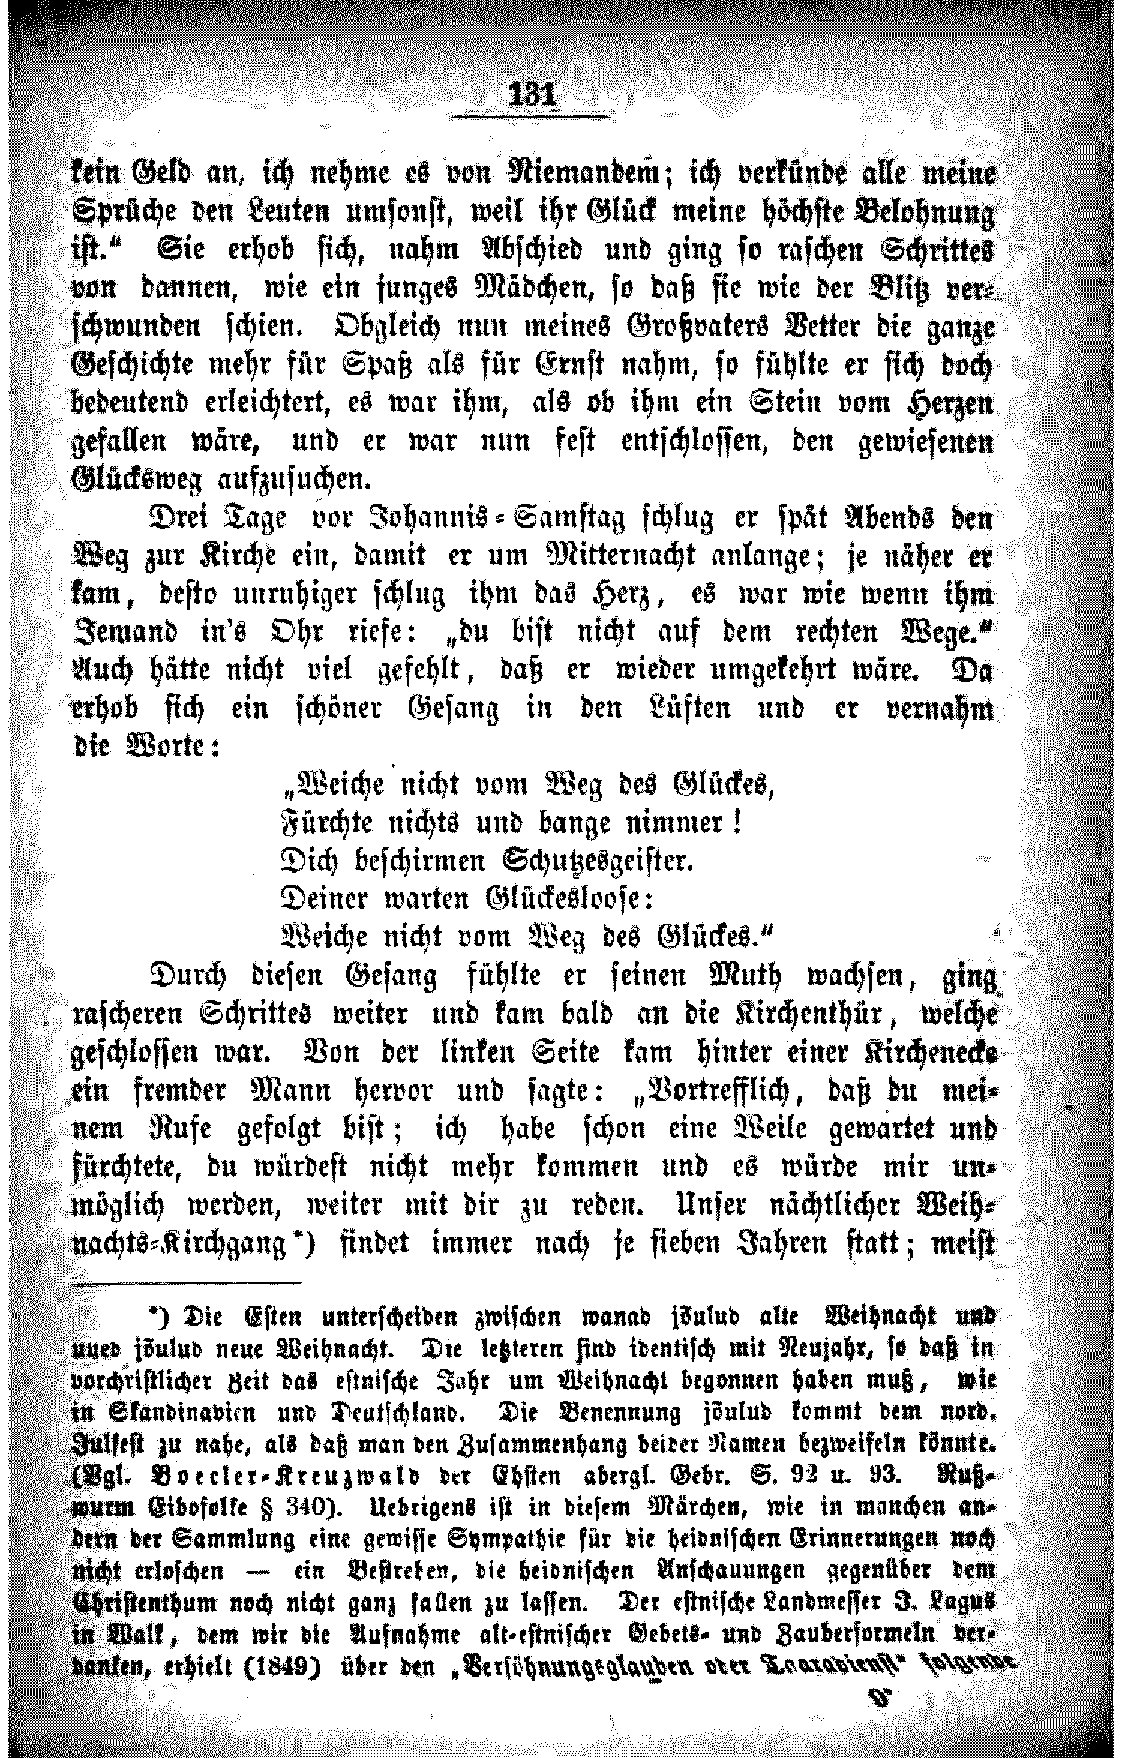 131
kein Geld an, ich nehme es von Niemandem; ich verkünde alle meine
Sprüche den Leuten umsonst, weil ihr Glück meine höchste Belohnung
ist.“ Sie erhob sich, nahm Abschied und ging so raschen Schrittes
von dannen, wie ein junges Mädchen, so daß sie wie der Blitz ver-
schwunden schien. Obgleich nun meines Großvaters Vetter die ganze
Geschichte mehr für Spaß als für Ernst nahm, so fühlte er sich doch
bedeutend erleichtert, es war ihm, als ob ihm ein Stein vom Herzen
gefallen wäre, und er war nun fest entschlossen, den gewiesenen
Glücksweg aufzusuchen.
Drei Tage vor Johannis-Samstag schlug er spät Abends den
Weg zur Kirche ein, damit er um Mitternacht anlange; je näher er
kam, desto unruhiger schlug ihm das Herz, es war wie wenn ihm
Jemand in's Ohr riefe: „du bist nicht auf dem rechten Wege.“
Auch hätte nicht viel gefehlt, daß er wieder umgekehrt wäre. Da
erhob sich ein schöner Gesang in den Lüften und er vernahm
die Worte:
„Weiche nicht vom Weg des Glückes,
Fürchte nichts und bange nimmer!
Dich beschirmen Schutzesgeister.
Deiner warten Glückesloose:
Weiche nicht vom Weg des Glückes.“
Durch diesen Gesang fühlte er seinen Muth wachsen, ging
rascheren Schrittes weiter und kam bald an die Kirchenthür, welche
geschlossen war. Von der linken Seite kam hinter einer Kirchenecke
ein fremder Mann hervor und sagte: „Vortrefflich, daß du mei-
nem Rufe gefolgt bist; ich habe schon eine Weile gewartet und
fürchtete, du würdest nicht mehr kommen und es würde mir un-
möglich werden, weiter mit dir zu reden. Unser nächtlicher Weih-
nachts-Kirchgang*) findet immer nach je sieben Jahren statt; meist
*) Die Esten unterscheiden zwischen wanad jõulud alte Weihnacht und
uued jõulud neue Weihnacht. Die letzteren sind identisch mit Neujahr, so daß in
vorchristlicher Zeit das estnische Jahr um Weihnacht begonnen haben muß, wie
in Skandinavien und Deutschland. Die Benennung jõulud kommt dem nord.
Julfest zu nahe, als daß man den Zusammenhang beider Namen bezweifeln könnte.
(Vgl. Boecler-Kreuzwald der Ehsten abergl. Gebr. S. 92 u. 93. Ruß-
wurm Eibofolke § 340). Uebrigens ist in diesem Märchen, wie in manchen an-
dern der Sammlung eine gewisse Sympathie für die heidnischen Erinnerungen noch
nicht erloschen — ein Bestreben, die heidnischen Anschauungen gegenüber dem
Christenthum noch nicht ganz fallen zu lassen. Der estnische Landmesser J. Lagus
in Walk, dem wir die Aufnahme alt-estnischer Gebets- und Zauberformeln ver-
danken, erhielt (1849) über den „Versöhnungsglauben oder Taaradienst“ folgende